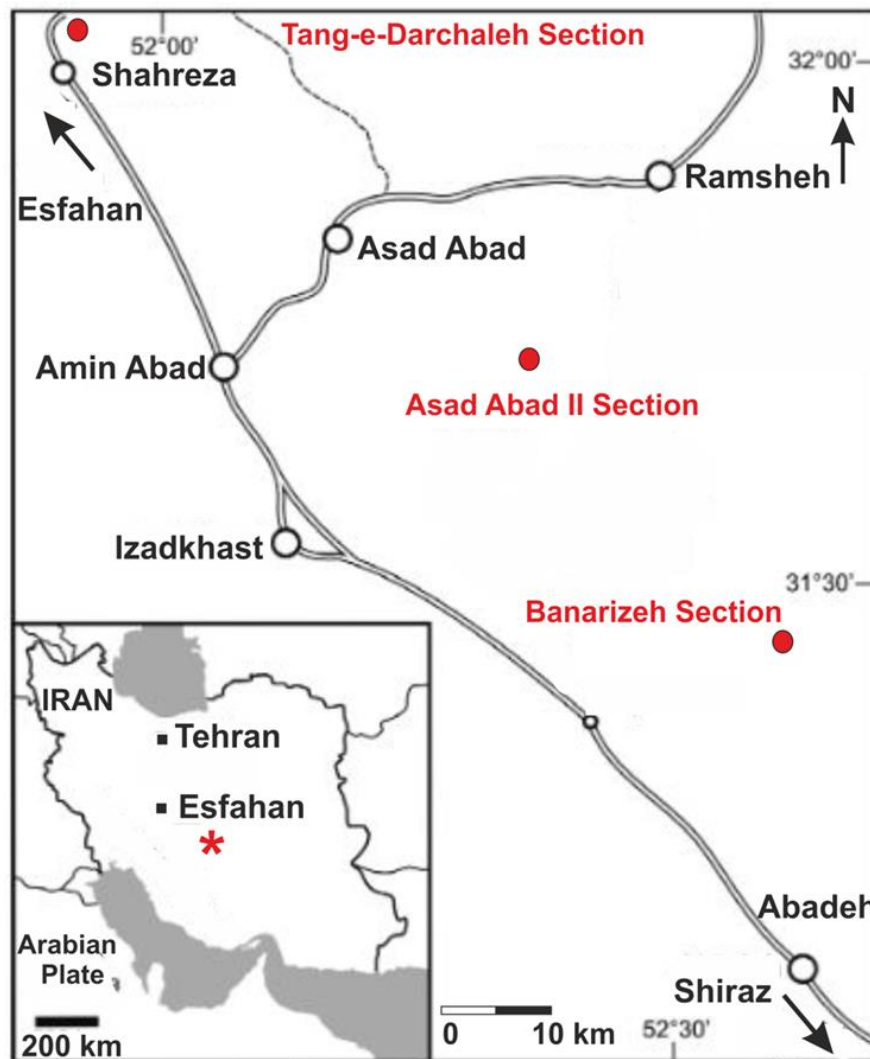 Tang-e-Darchaleh Section
52°00'
32°00'
Shahreza
N
Esfahan
Ramsheh
Asad Abad
Amin Abad
Asad Abad II Section
Izadkhast
31°30'
Banarizeh Section
IRAN
Tehran
Esfahan
*
Arabian
Plate
200 km
Abadeh
Shiraz
0 10 km
52°30'